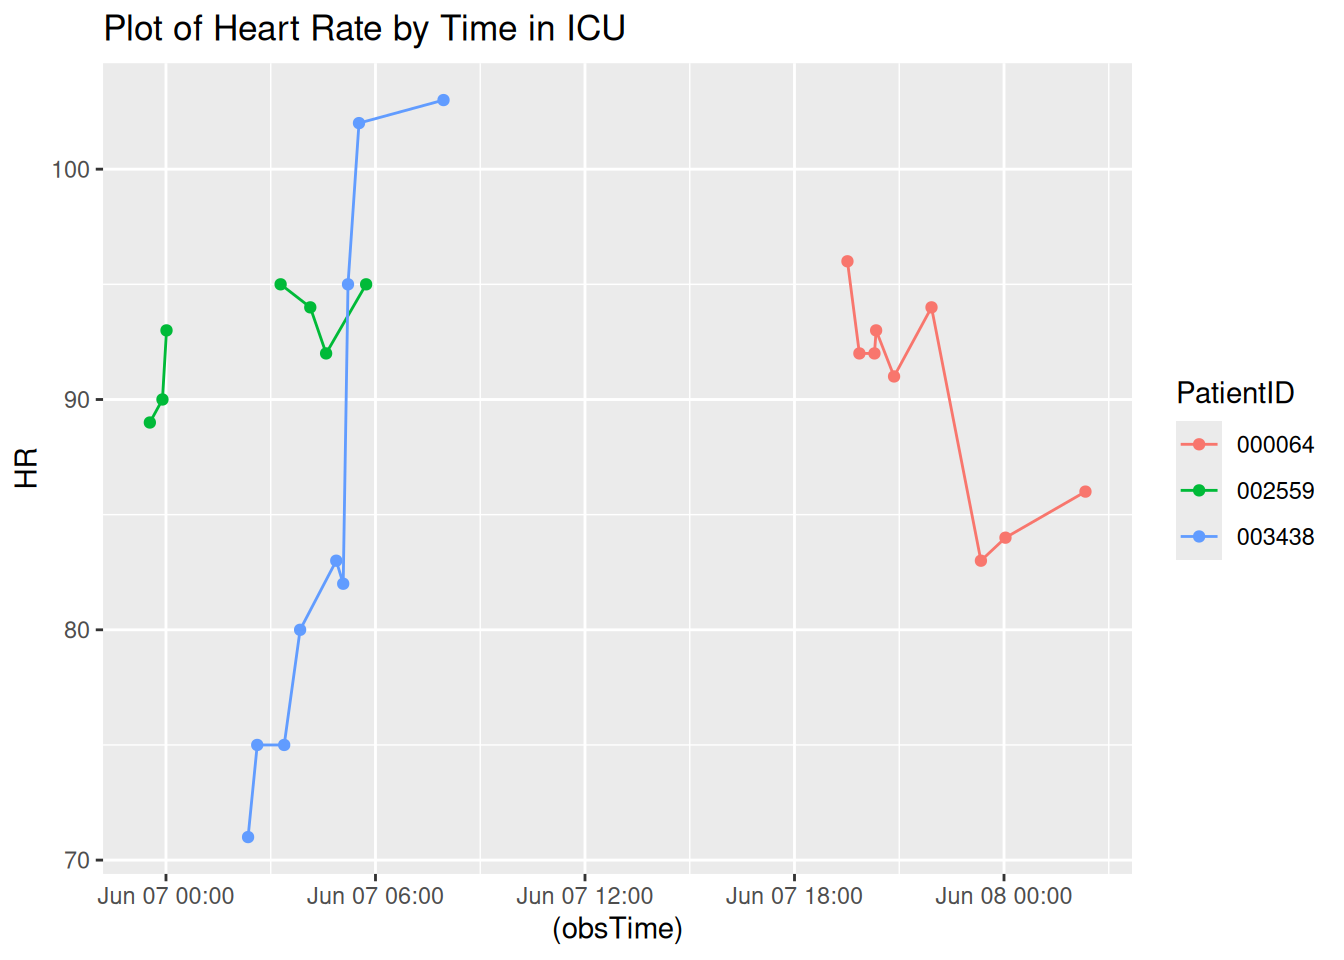 Plot of Heart Rate by Time in ICU
100
90
80
70
HR
Jun 07 00:00 Jun 07 06:00 Jun 07 12:00 Jun 07 18:00 Jun 08 00:00
(obsTime)
PatientID
000064
002559
003438